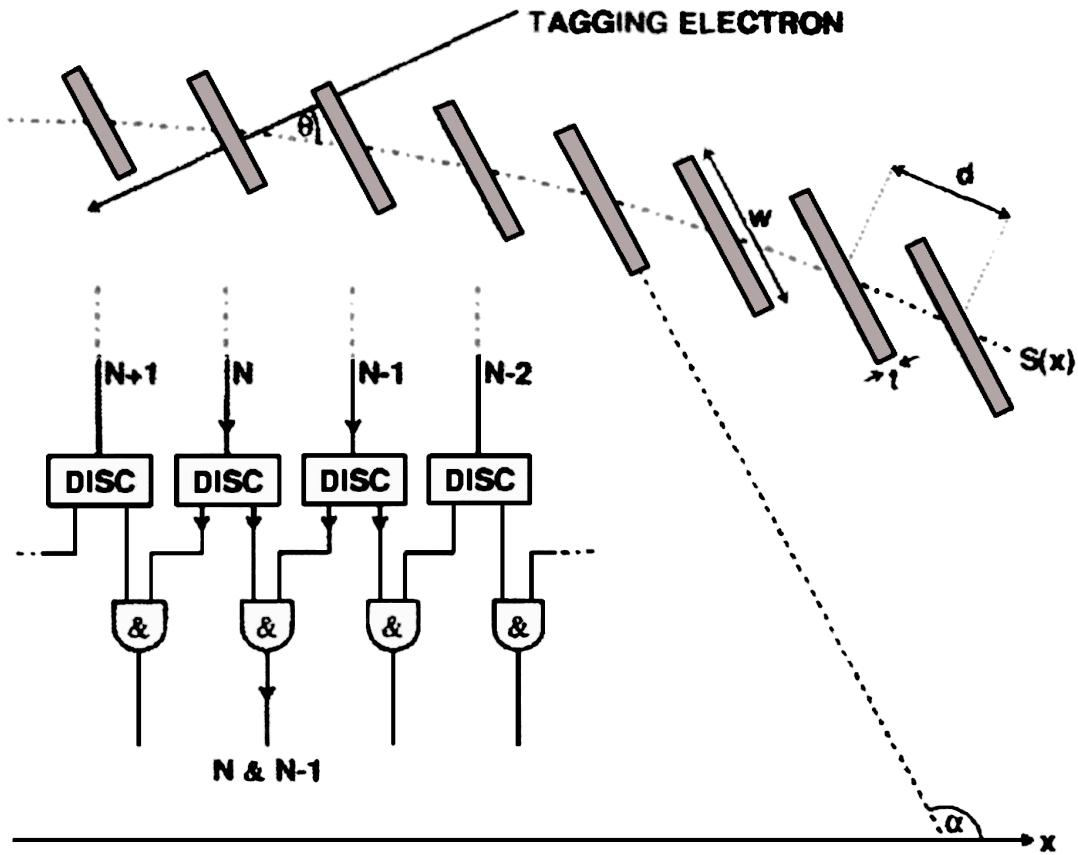 TAGGING ELECTRON
θ
d
w
S(x)
t
N+1 N N-1 N-2
DISC DISC DISC DISC
& & & &
N & N-1
α
x